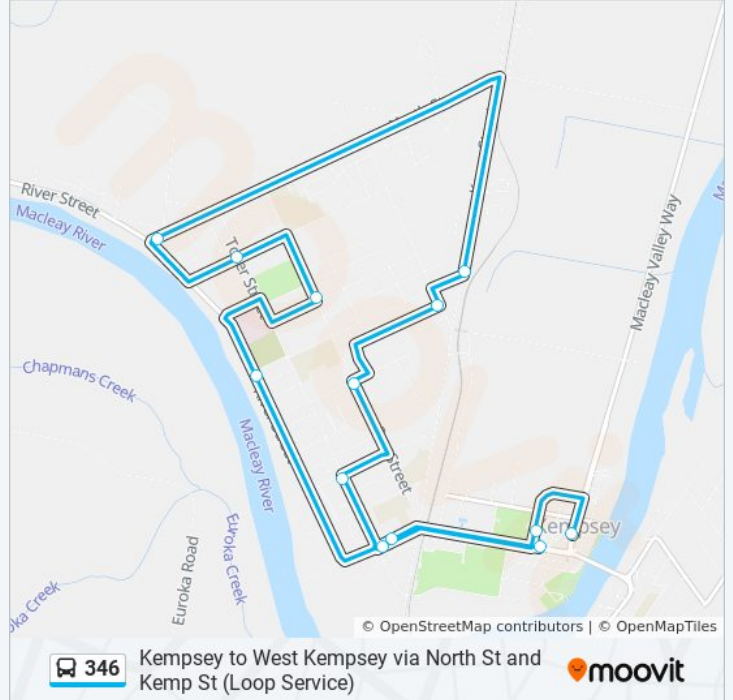 River Street
Macleay River
Macleay Valley Way
Chapmans Creek
Macleay River
Street
Kempsey
Euroka Creek
Euroka Road
© OpenStreetMap contributors | © OpenMapTiles
346
Kempsey to West Kempsey via North St and
Kemp St (Loop Service)
moovit